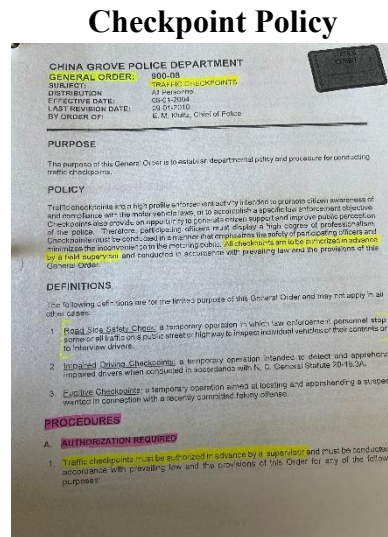 Checkpoint Policy
CHINA GROVE POLICE DEPARTMENT
GENERAL ORDER: 900-08
SUBJECT: TRAFFIC CHECKPOINTS
DISTRIBUTION All Personnel
EFFECTIVE DATE: 08-01-2004
LAST REVISION DATE: 09-01-2010
BY ORDER OF: E. M. Kluttz, Chief of Police
PURPOSE
The purpose of this General Order is to establish departmental policy and procedure for conducting
traffic checkpoints.
POLICY
Traffic checkpoints are a high profile enforcement activity intended to promote citizen awareness of
and compliance with the motor vehicle laws, or to accomplish a specific law enforcement objective.
Checkpoints also provide an opportunity to generate citizen support and improve public perception
of the police. Therefore, participating officers must display a high degree of professionalism.
Checkpoints must be conducted in a manner that emphasizes the safety of participating officers and
minimizes the inconvenience to the motoring public. All checkpoints are to be authorized in advance
by a field supervisor and conducted in accordance with prevailing law and the provisions of this
General Order.
DEFINITIONS
The following definitions are for the limited purpose of this General Order and may not apply in all
other cases.
1 Road Side Safety Check: a temporary operation in which law enforcement personnel stop
some or all traffic on a public street or highway to inspect individual vehicles or their contents or
to interview drivers.
2 Impaired Driving Checkpoints: a temporary operation intended to detect and apprehend
impaired drivers when conducted in accordance with N. C. General Statute 20-16.3A.
3. Fugitive Checkpoints: a temporary operation aimed at locating and apprehending a suspec
wanted in connection with a recently committed felony offense.
PROCEDURES
A. AUTHORIZATION REQUIRED
1. Traffic checkpoints must be authorized in advance by a supervisor and must be conducted
accordance with prevailing law and the provisions of this Order for any of the follow
purposes: